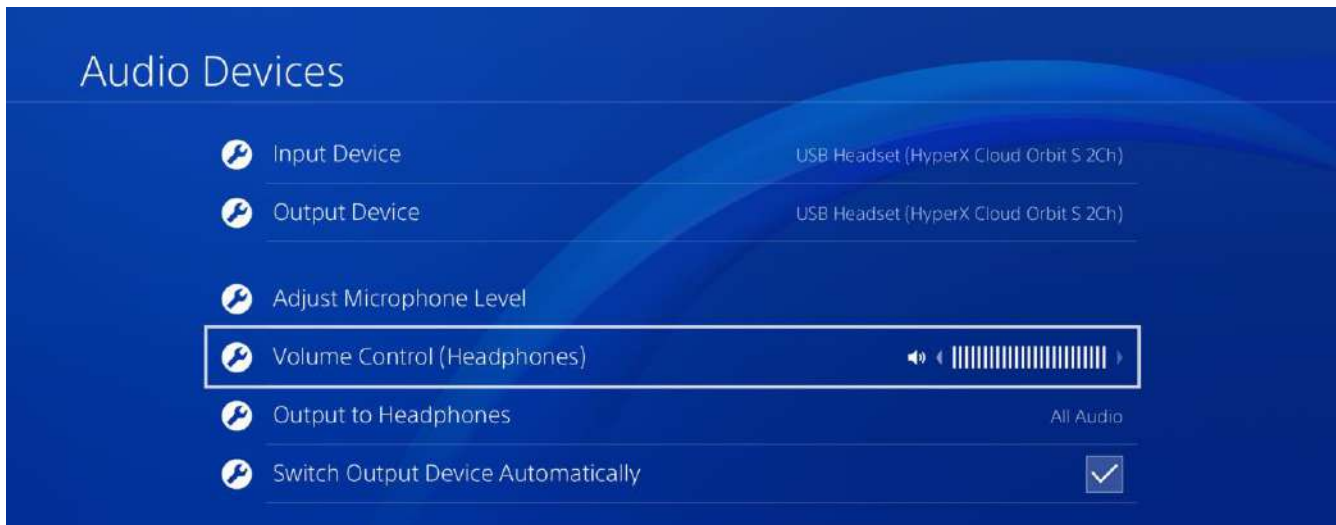 Audio Devices
Input Device USB Headset (HyperX Cloud Orbit S 2Ch)
Output Device USB Headset (HyperX Cloud Orbit S 2Ch)
Adjust Microphone Level
Volume Control (Headphones)
Output to Headphones All Audio
Switch Output Device Automatically